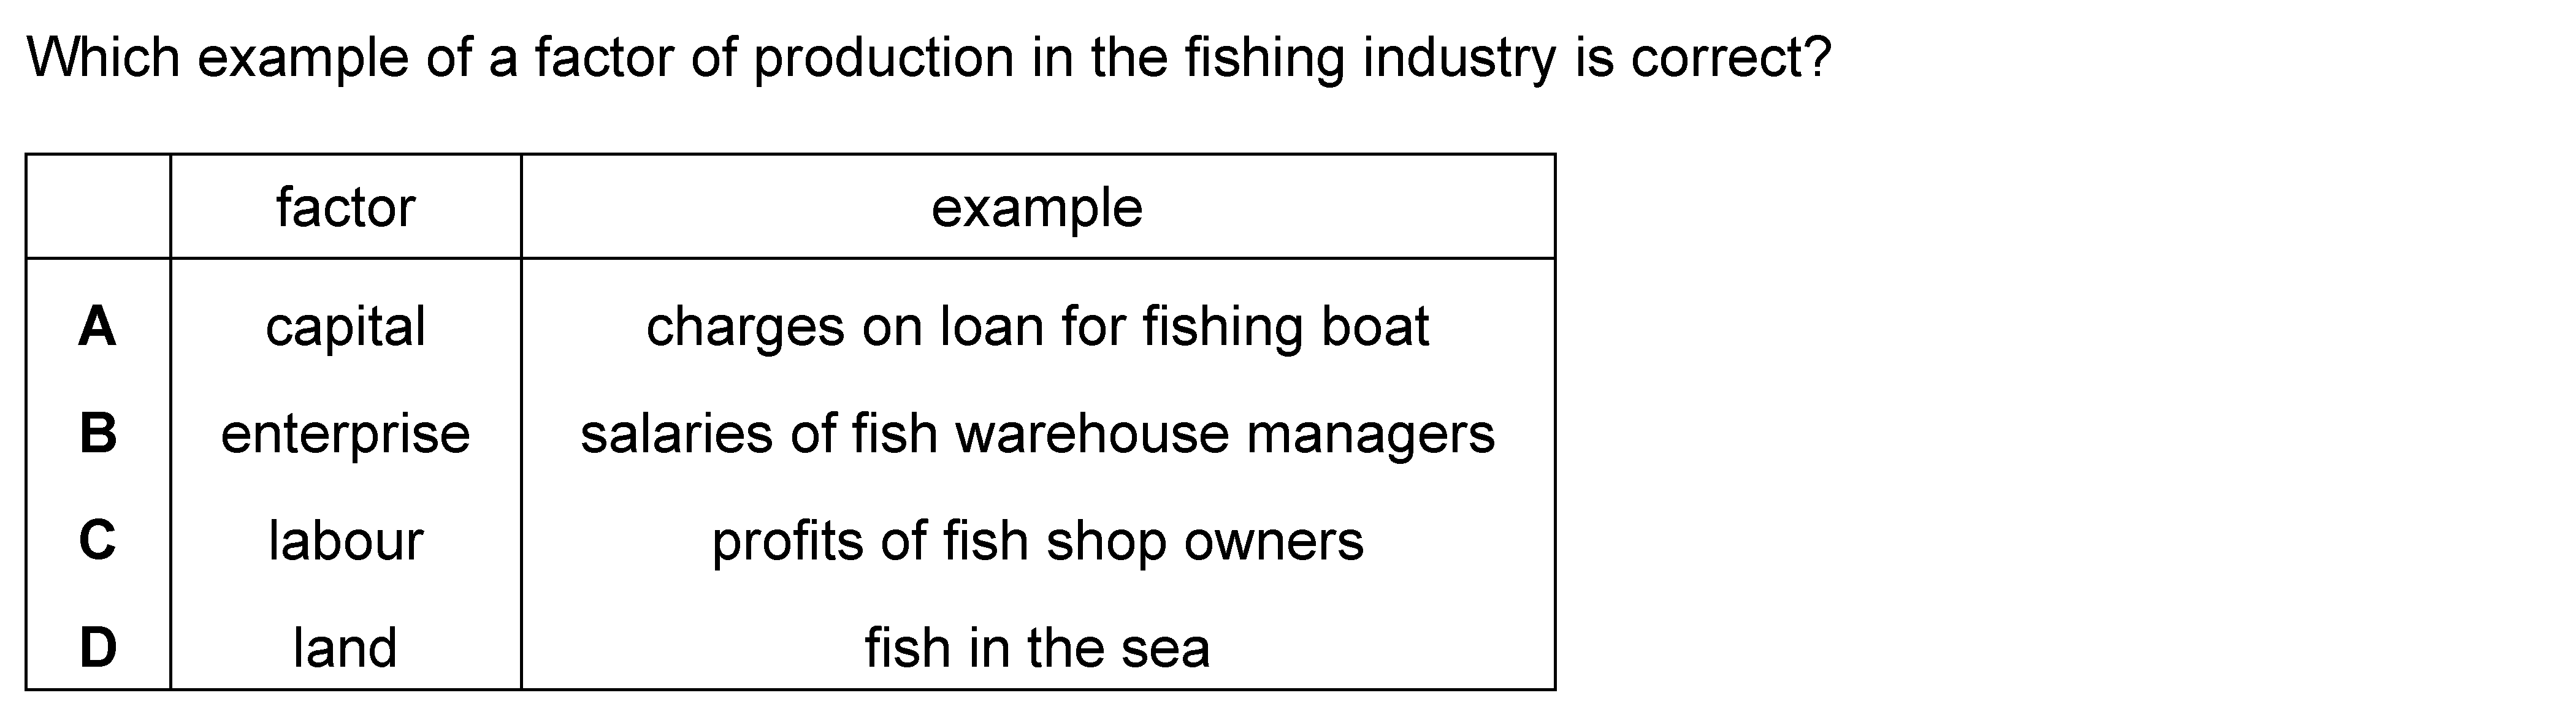 Which example of a factor of production in the fishing industry is correct?
factor example
A capital charges on loan for fishing boat
B enterprise salaries of fish warehouse managers
C labour profits of fish shop owners
D land fish in the sea